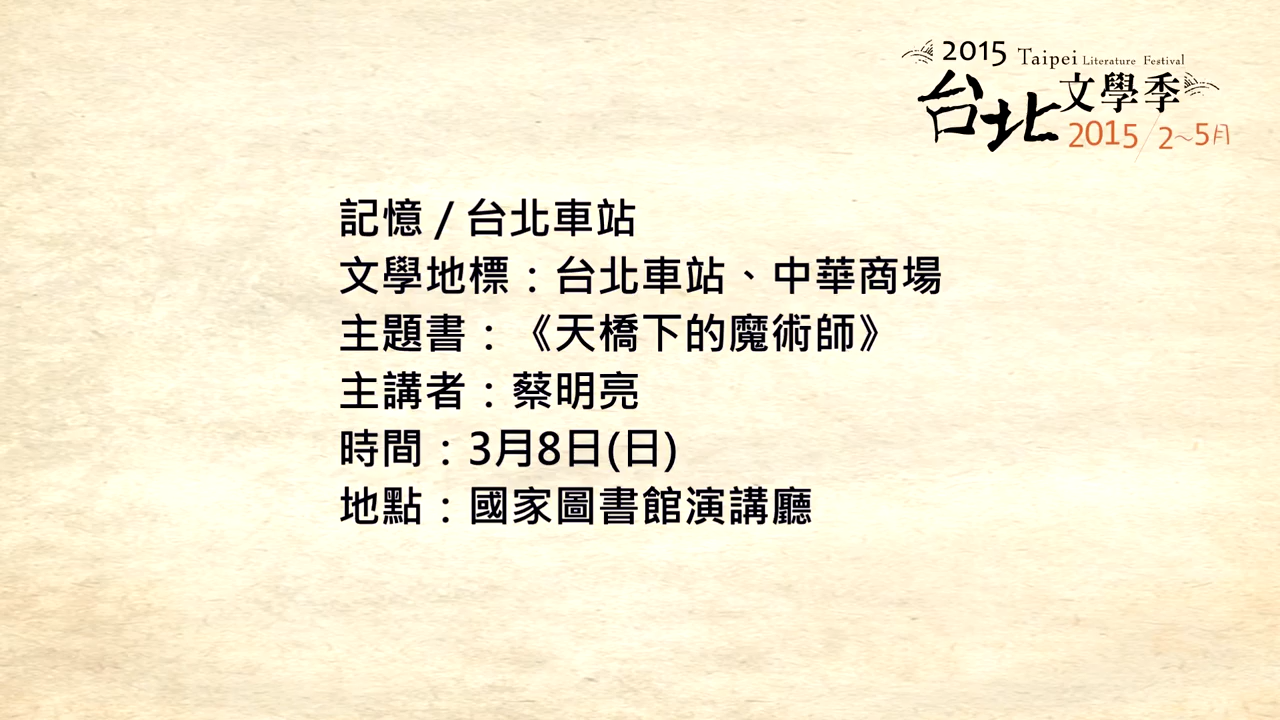 2015 Taipei Literature Festival
台北文學季
2015/2~5月
記憶 / 台北車站
文學地標：台北車站、中華商場
主題書：《天橋下的魔術師》
主講者：蔡明亮
時間：3月8日(日)
地點：國家圖書館演講廳